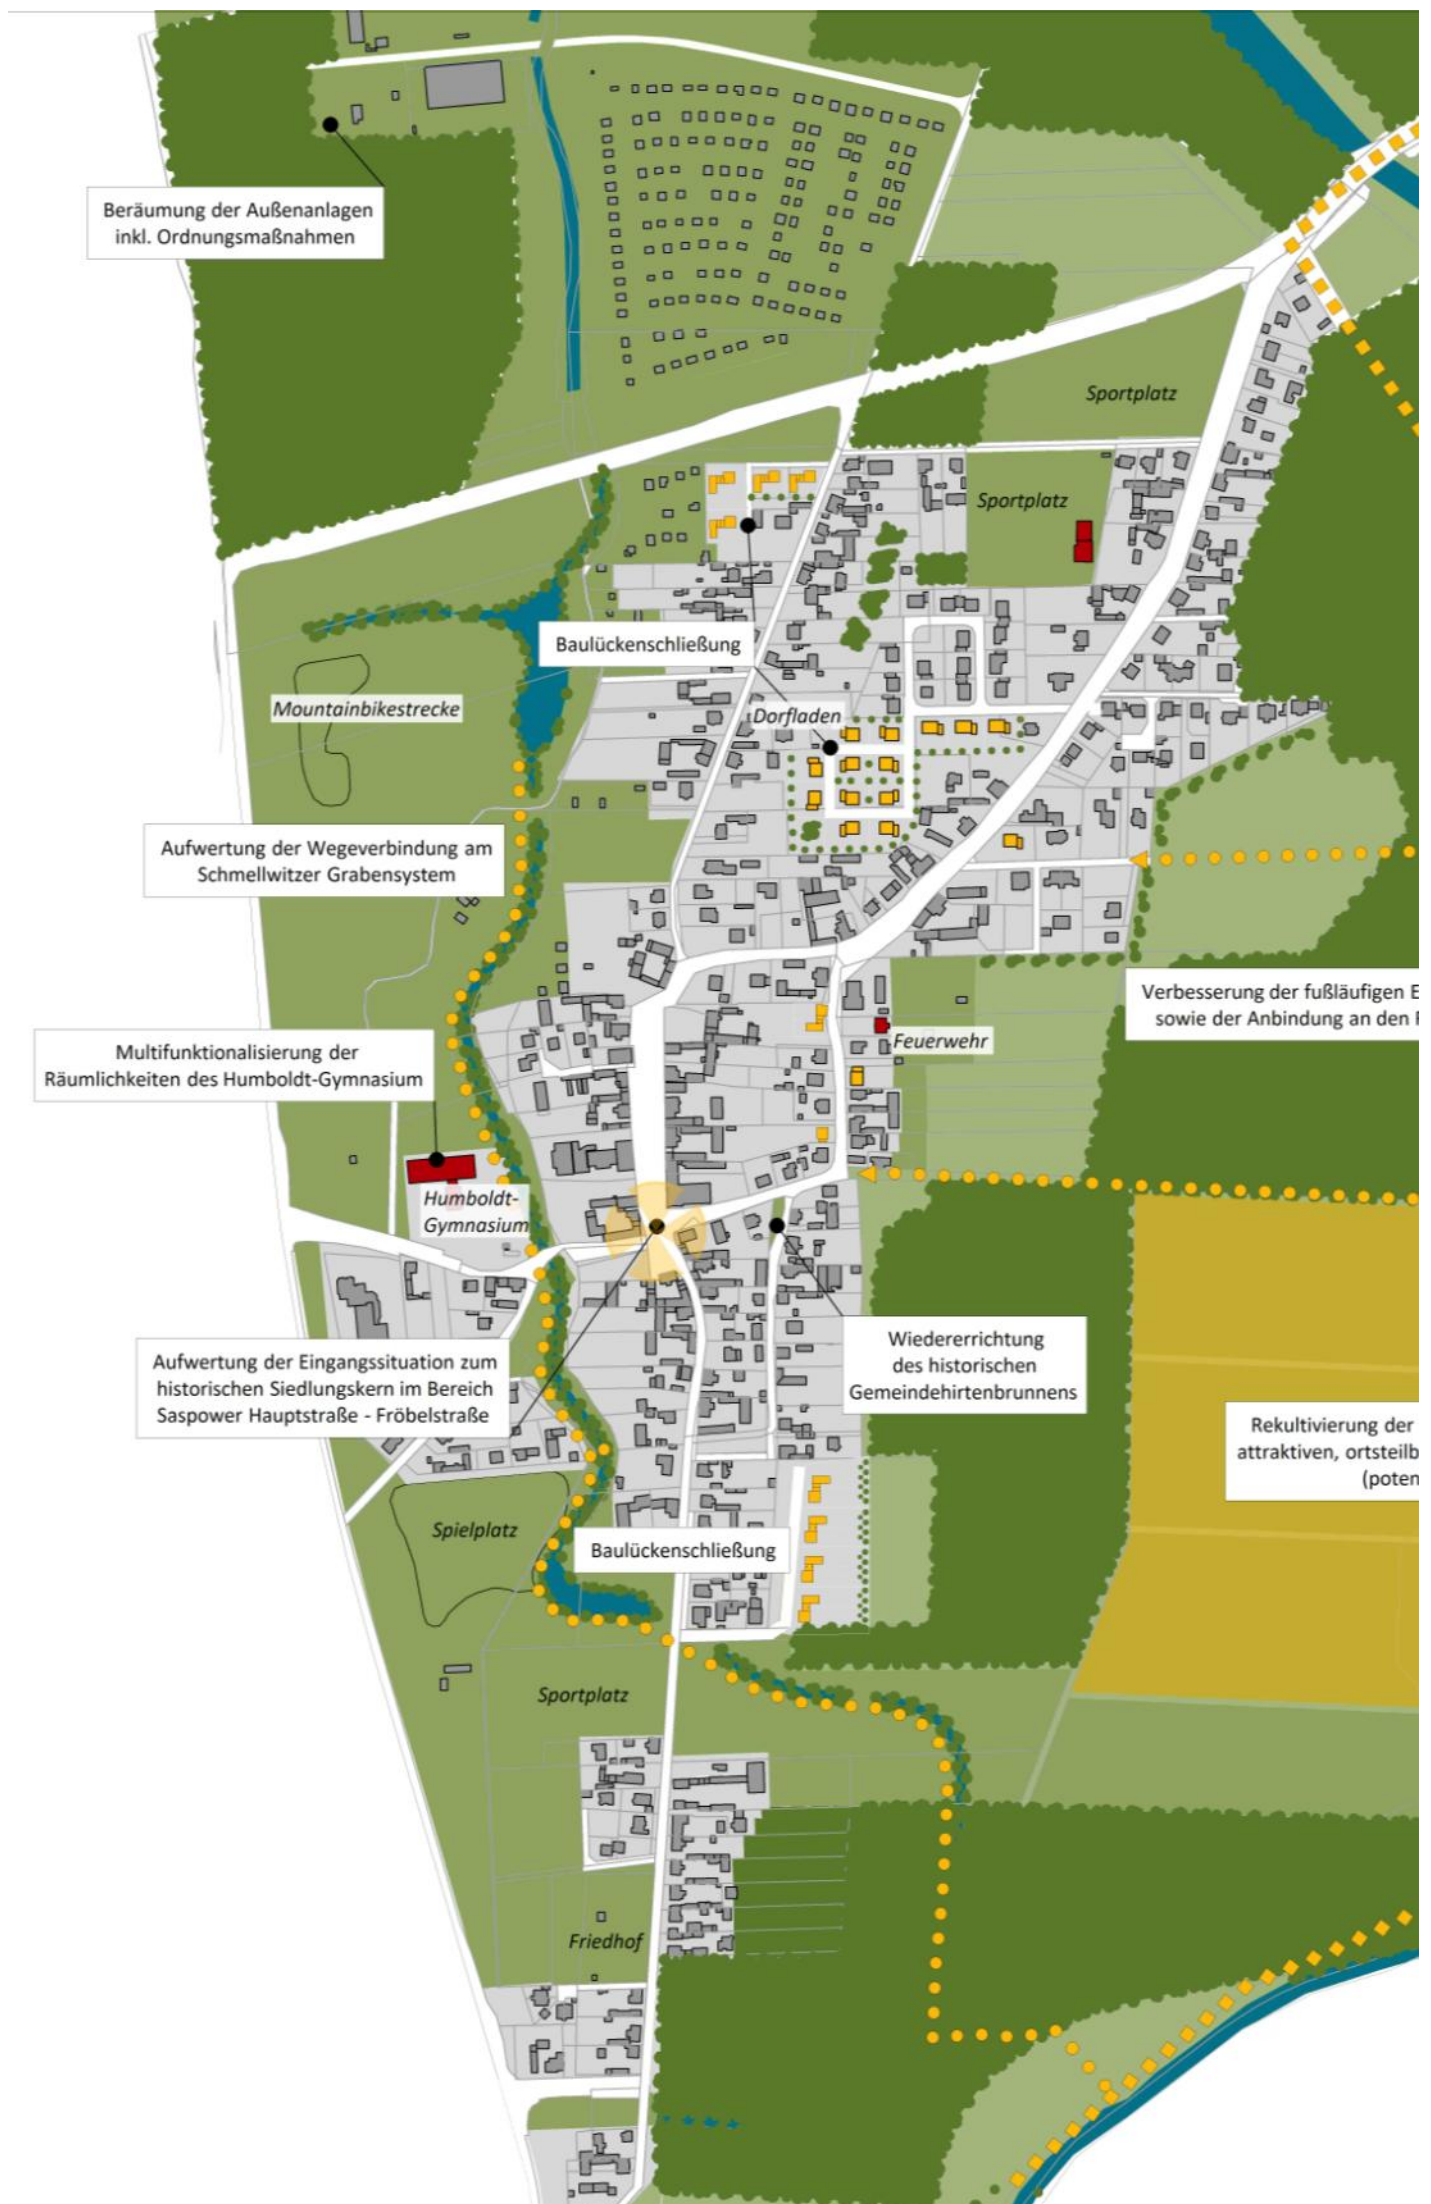 Beräumung der Außenanlagen
inkl. Ordnungsmaßnahmen
Sportplatz
Sportplatz
Baulückenschließung
Mountainbikestrecke
Dorfladen
Aufwertung der Wegeverbindung am
Schmellwitzer Grabensystem
Verbesserung der fußläufigen E
sowie der Anbindung an den
Feuerwehr
Multifunktionalisierung der
Räumlichkeiten des Humboldt-Gymnasium
Humboldt-
Gymnasium
Wiedererrichtung
des historischen
Gemeindehirtenbrunnens
Aufwertung der Eingangssituation zum
historischen Siedlungskern im Bereich
Saspower Hauptstraße - Fröbelstraße
Rekultivierung der
attraktiven, ortsteilb
(poten
Spielplatz
Baulückenschließung
Sportplatz
Friedhof